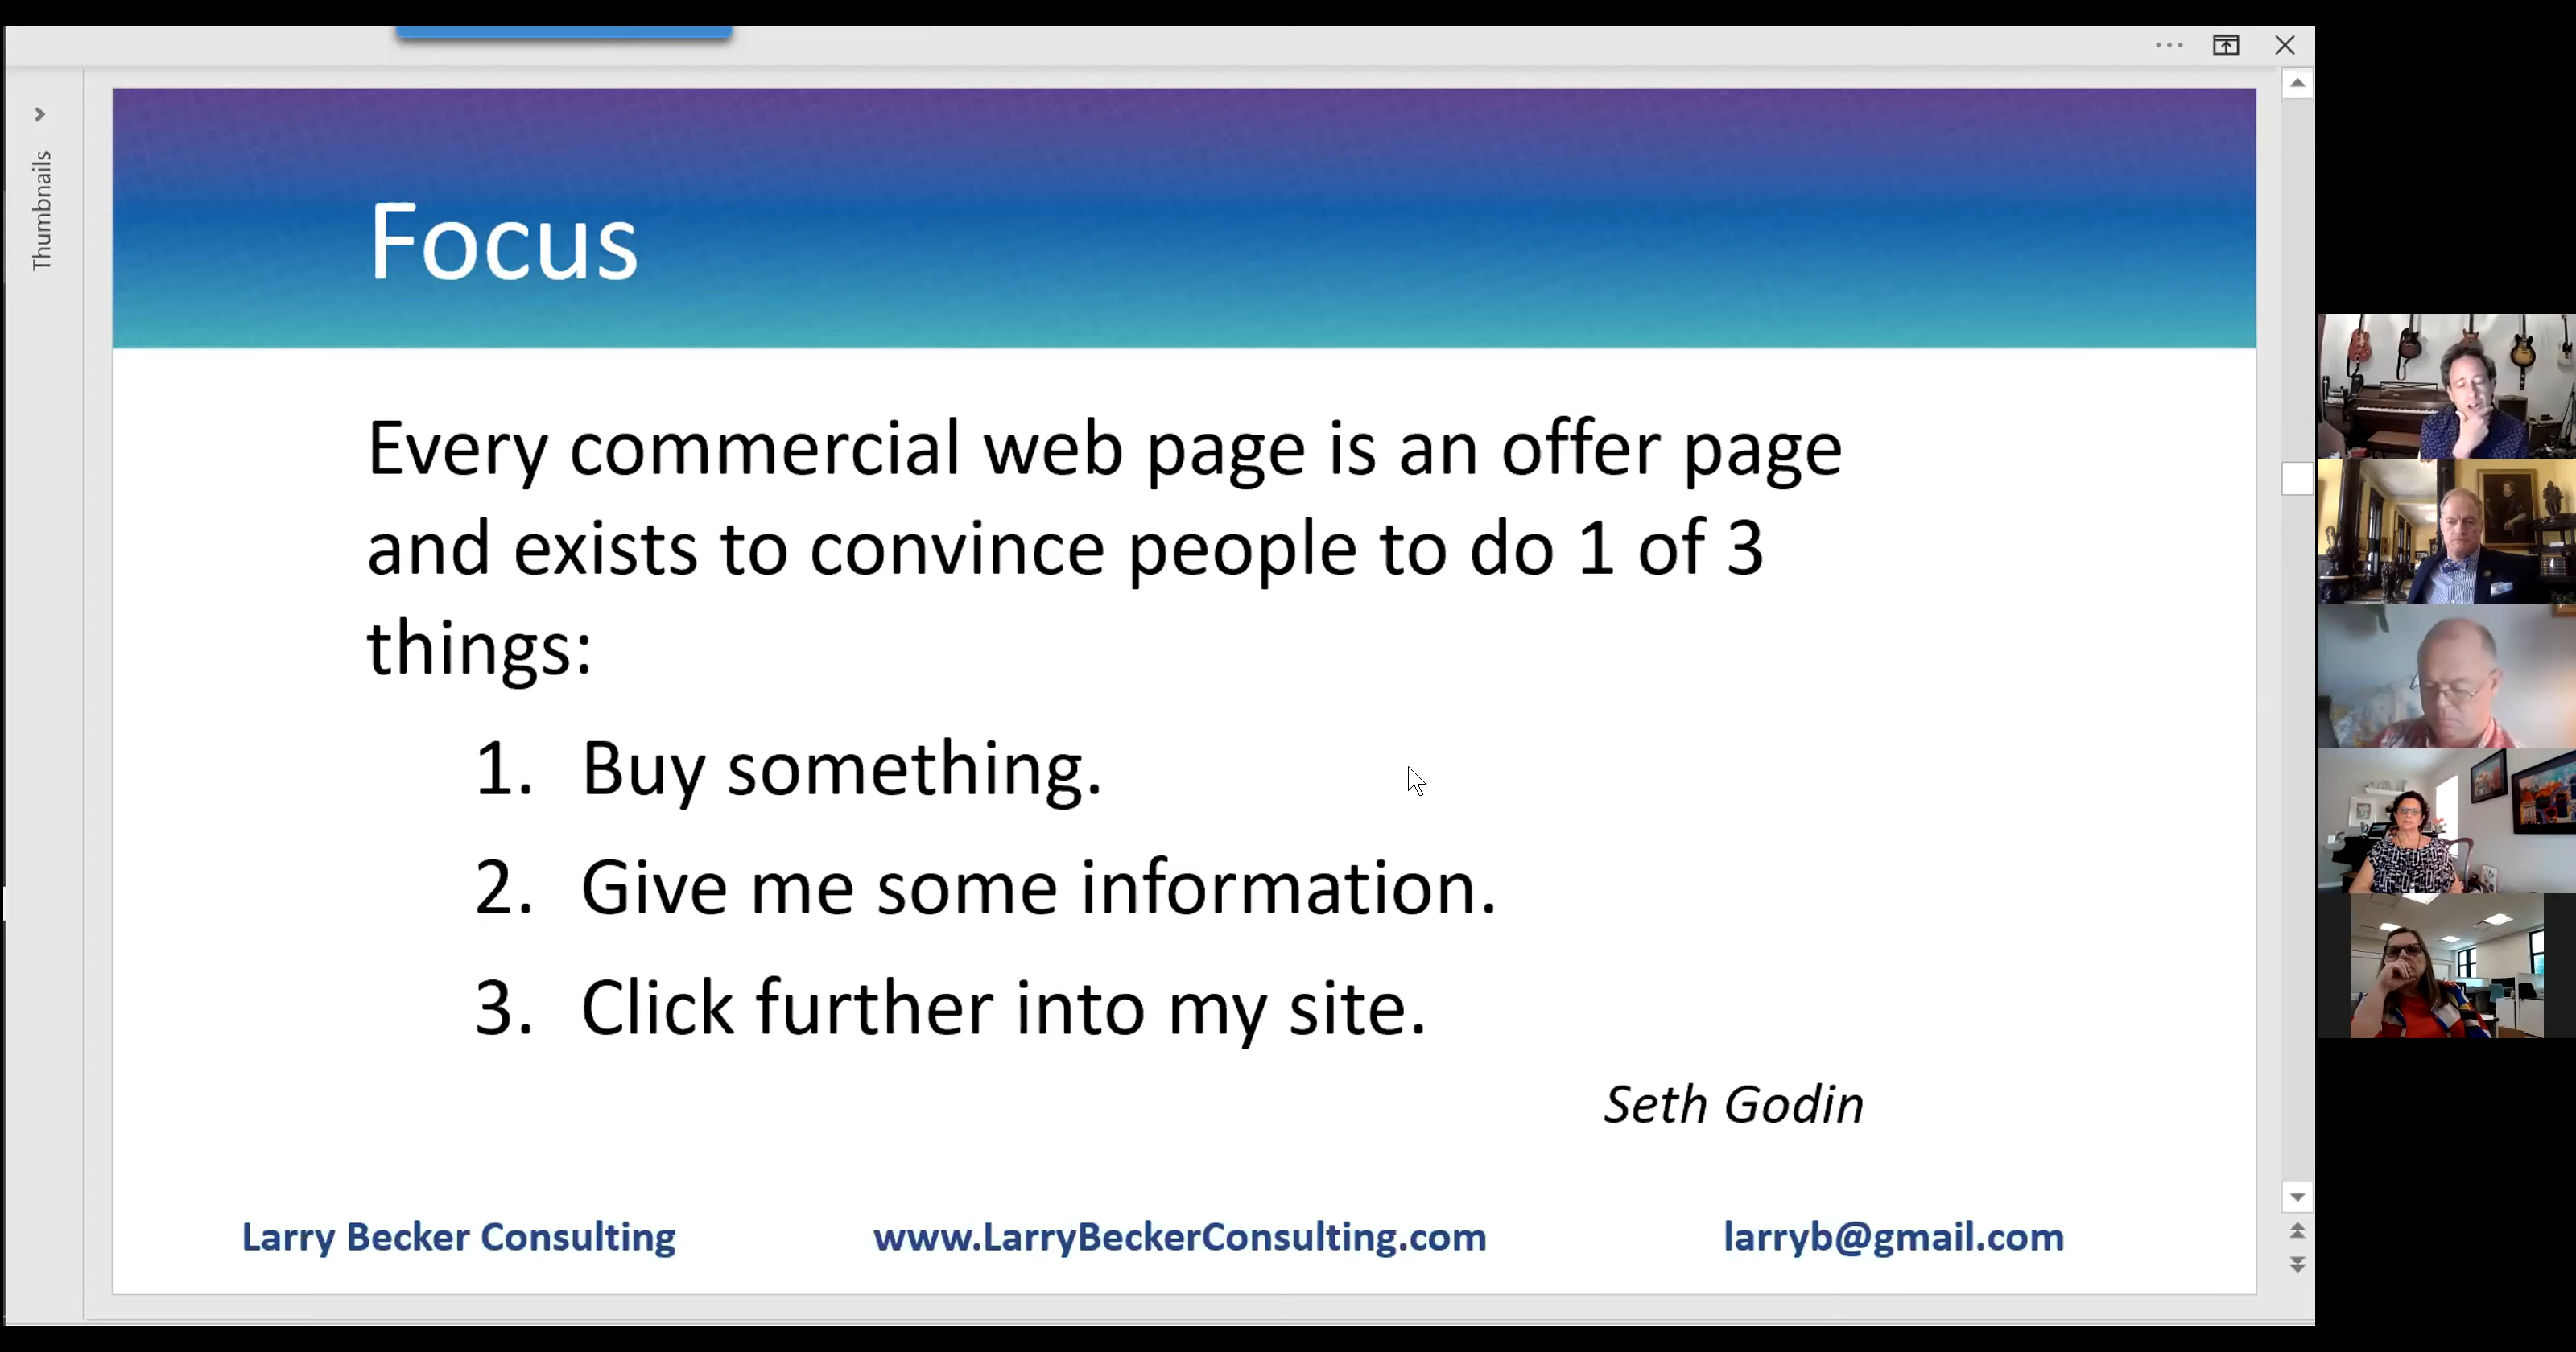 Thumbnails
Focus
Every commercial web page is an offer page
and exists to convince people to do 1 of 3
things:
1. Buy something.
2. Give me some information.
3. Click further into my site.
Seth Godin
Larry Becker Consulting
www.LarryBeckerConsulting.com
larryb@gmail.com